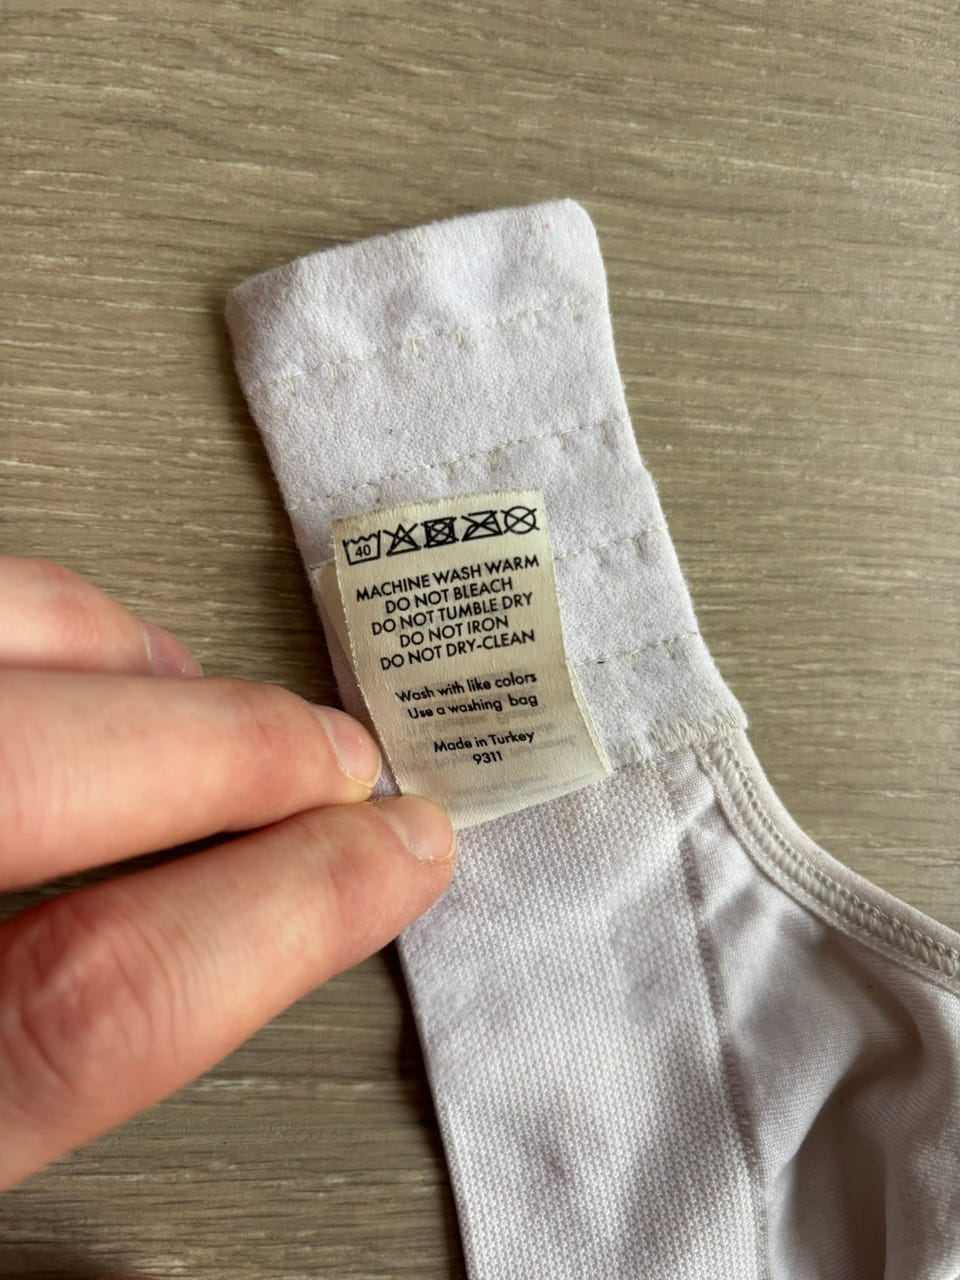 40
MACHINE WASH WARM
DO NOT BLEACH
DO NOT TUMBLE DRY
DO NOT IRON
DO NOT DRY-CLEAN
Wash with like colors
Use a washing bag
Made in Turkey
9311